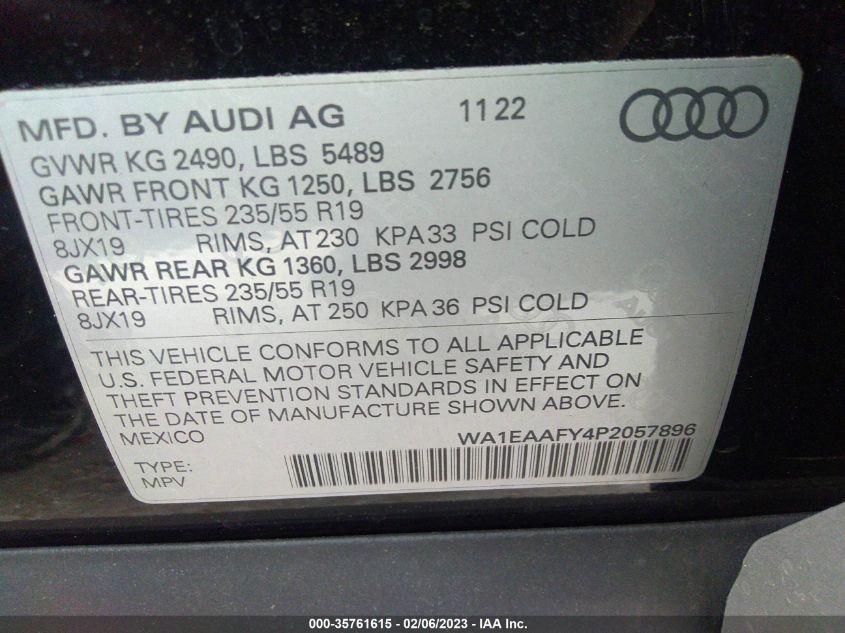 MFD. BY AUDI AG 11 22
GVWR KG 2490, LBS 5489
GAWR FRONT KG 1250, LBS 2756
FRONT-TIRES 235/55 R19
8JX19 RIMS, AT 230 KPA 33 PSI COLD
GAWR REAR KG 1360, LBS 2998
REAR-TIRES 235/55 R19
8JX19 RIMS, AT 250 KPA 36 PSI COLD
THIS VEHICLE CONFORMS TO ALL APPLICABLE
U.S. FEDERAL MOTOR VEHICLE SAFETY AND
THEFT PREVENTION STANDARDS IN EFFECT ON
THE DATE OF MANUFACTURE SHOWN ABOVE.
MEXICO WA1EAAFY4P2057896
TYPE:
MPV
000-35761615 - 02/06/2023 - IAA Inc.